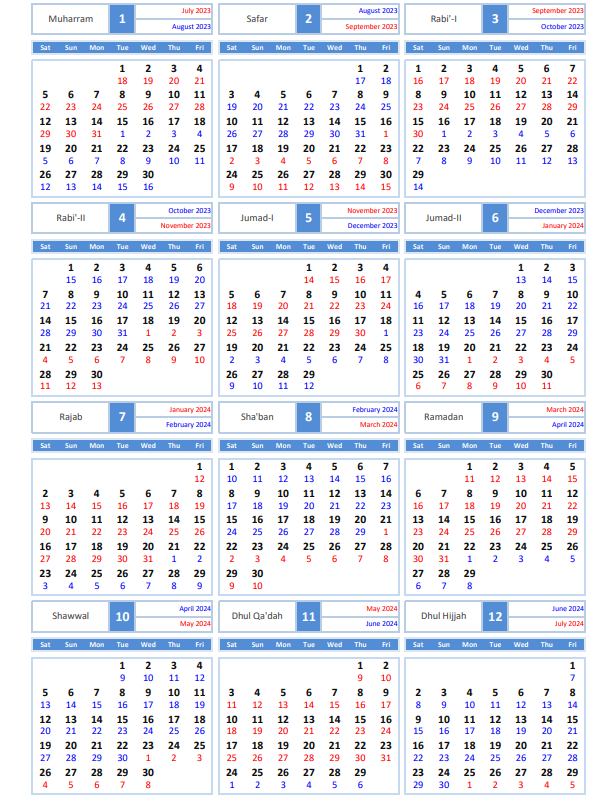 Muharram 1 July 2023
August 2023
Sat Sun Mon Tue Wed Thu Fri
1 2 3 4
18 19 20 21
5 6 7 8 9 10 11
22 23 24 25 26 27 28
12 13 14 15 16 17 18
29 30 31 1 2 3 4
19 20 21 22 23 24 25
5 6 7 8 9 10 11
26 27 28 29 30
12 13 14 15 16
Safar 2 August 2023
September 2023
Sat Sun Mon Tue Wed Thu Fri
1 2
17 18
3 4 5 6 7 8 9
19 20 21 22 23 24 25
10 11 12 13 14 15 16
26 27 28 29 30 31 1
17 18 19 20 21 22 23
2 3 4 5 6 7 8
24 25 26 27 28 29 30
9 10 11 12 13 14 15
Rabi'-I 3 September 2023
October 2023
Sat Sun Mon Tue Wed Thu Fri
1 2 3 4 5 6 7
16 17 18 19 20 21 22
8 9 10 11 12 13 14
23 24 25 26 27 28 29
15 16 17 18 19 20 21
30 1 2 3 4 5 6
22 23 24 25 26 27 28
7 8 9 10 11 12 13
29
14
Rabi'-II 4 October 2023
November 2023
Sat Sun Mon Tue Wed Thu Fri
1 2 3 4 5 6
15 16 17 18 19 20
7 8 9 10 11 12 13
21 22 23 24 25 26 27
14 15 16 17 18 19 20
28 29 30 31 1 2 3
21 22 23 24 25 26 27
4 5 6 7 8 9 10
28 29 30
11 12 13
Jumad-I 5 November 2023
December 2023
Sat Sun Mon Tue Wed Thu Fri
1 2 3 4
14 15 16 17
5 6 7 8 9 10 11
18 19 20 21 22 23 24
12 13 14 15 16 17 18
25 26 27 28 29 30 1
19 20 21 22 23 24 25
2 3 4 5 6 7 8
26 27 28 29
9 10 11 12
Jumad-II 6 December 2023
January 2024
Sat Sun Mon Tue Wed Thu Fri
1 2 3
13 14 15
4 5 6 7 8 9 10
16 17 18 19 20 21 22
11 12 13 14 15 16 17
23 24 25 26 27 28 29
18 19 20 21 22 23 24
30 31 1 2 3 4 5
25 26 27 28 29 30
6 7 8 9 10 11
Rajab 7 January 2024
February 2024
Sat Sun Mon Tue Wed Thu Fri
1
12
2 3 4 5 6 7 8
13 14 15 16 17 18 19
9 10 11 12 13 14 15
20 21 22 23 24 25 26
16 17 18 19 20 21 22
27 28 29 30 31 1 2
23 24 25 26 27 28 29
3 4 5 6 7 8 9
Sha'ban 8 February 2024
March 2024
Sat Sun Mon Tue Wed Thu Fri
1 2 3 4 5 6 7
10 11 12 13 14 15 16
8 9 10 11 12 13 14
17 18 19 20 21 22 23
15 16 17 18 19 20 21
24 25 26 27 28 29 1
22 23 24 25 26 27 28
2 3 4 5 6 7 8
29 30
9 10
Ramadan 9 March 2024
April 2024
Sat Sun Mon Tue Wed Thu Fri
1 2 3 4 5
11 12 13 14 15
6 7 8 9 10 11 12
16 17 18 19 20 21 22
13 14 15 16 17 18 19
23 24 25 26 27 28 29
20 21 22 23 24 25 26
30 31 1 2 3 4 5
27 28 29
6 7 8
Shawwal 10 April 2024
May 2024
Sat Sun Mon Tue Wed Thu Fri
1 2 3 4
9 10 11 12
5 6 7 8 9 10 11
13 14 15 16 17 18 19
12 13 14 15 16 17 18
20 21 22 23 24 25 26
19 20 21 22 23 24 25
27 28 29 30 1 2 3
26 27 28 29 30
4 5 6 7 8
Dhul Qa'dah 11 May 2024
June 2024
Sat Sun Mon Tue Wed Thu Fri
1 2
9 10
3 4 5 6 7 8 9
11 12 13 14 15 16 17
10 11 12 13 14 15 16
18 19 20 21 22 23 24
17 18 19 20 21 22 23
25 26 27 28 29 30 31
24 25 26 27 28 29
1 2 3 4 5 6
Dhul Hijjah 12 June 2024
July 2024
Sat Sun Mon Tue Wed Thu Fri
1
7
2 3 4 5 6 7 8
8 9 10 11 12 13 14
9 10 11 12 13 14 15
15 16 17 18 19 20 21
16 17 18 19 20 21 22
22 23 24 25 26 27 28
23 24 25 26 27 28 29
29 30 1 2 3 4 5